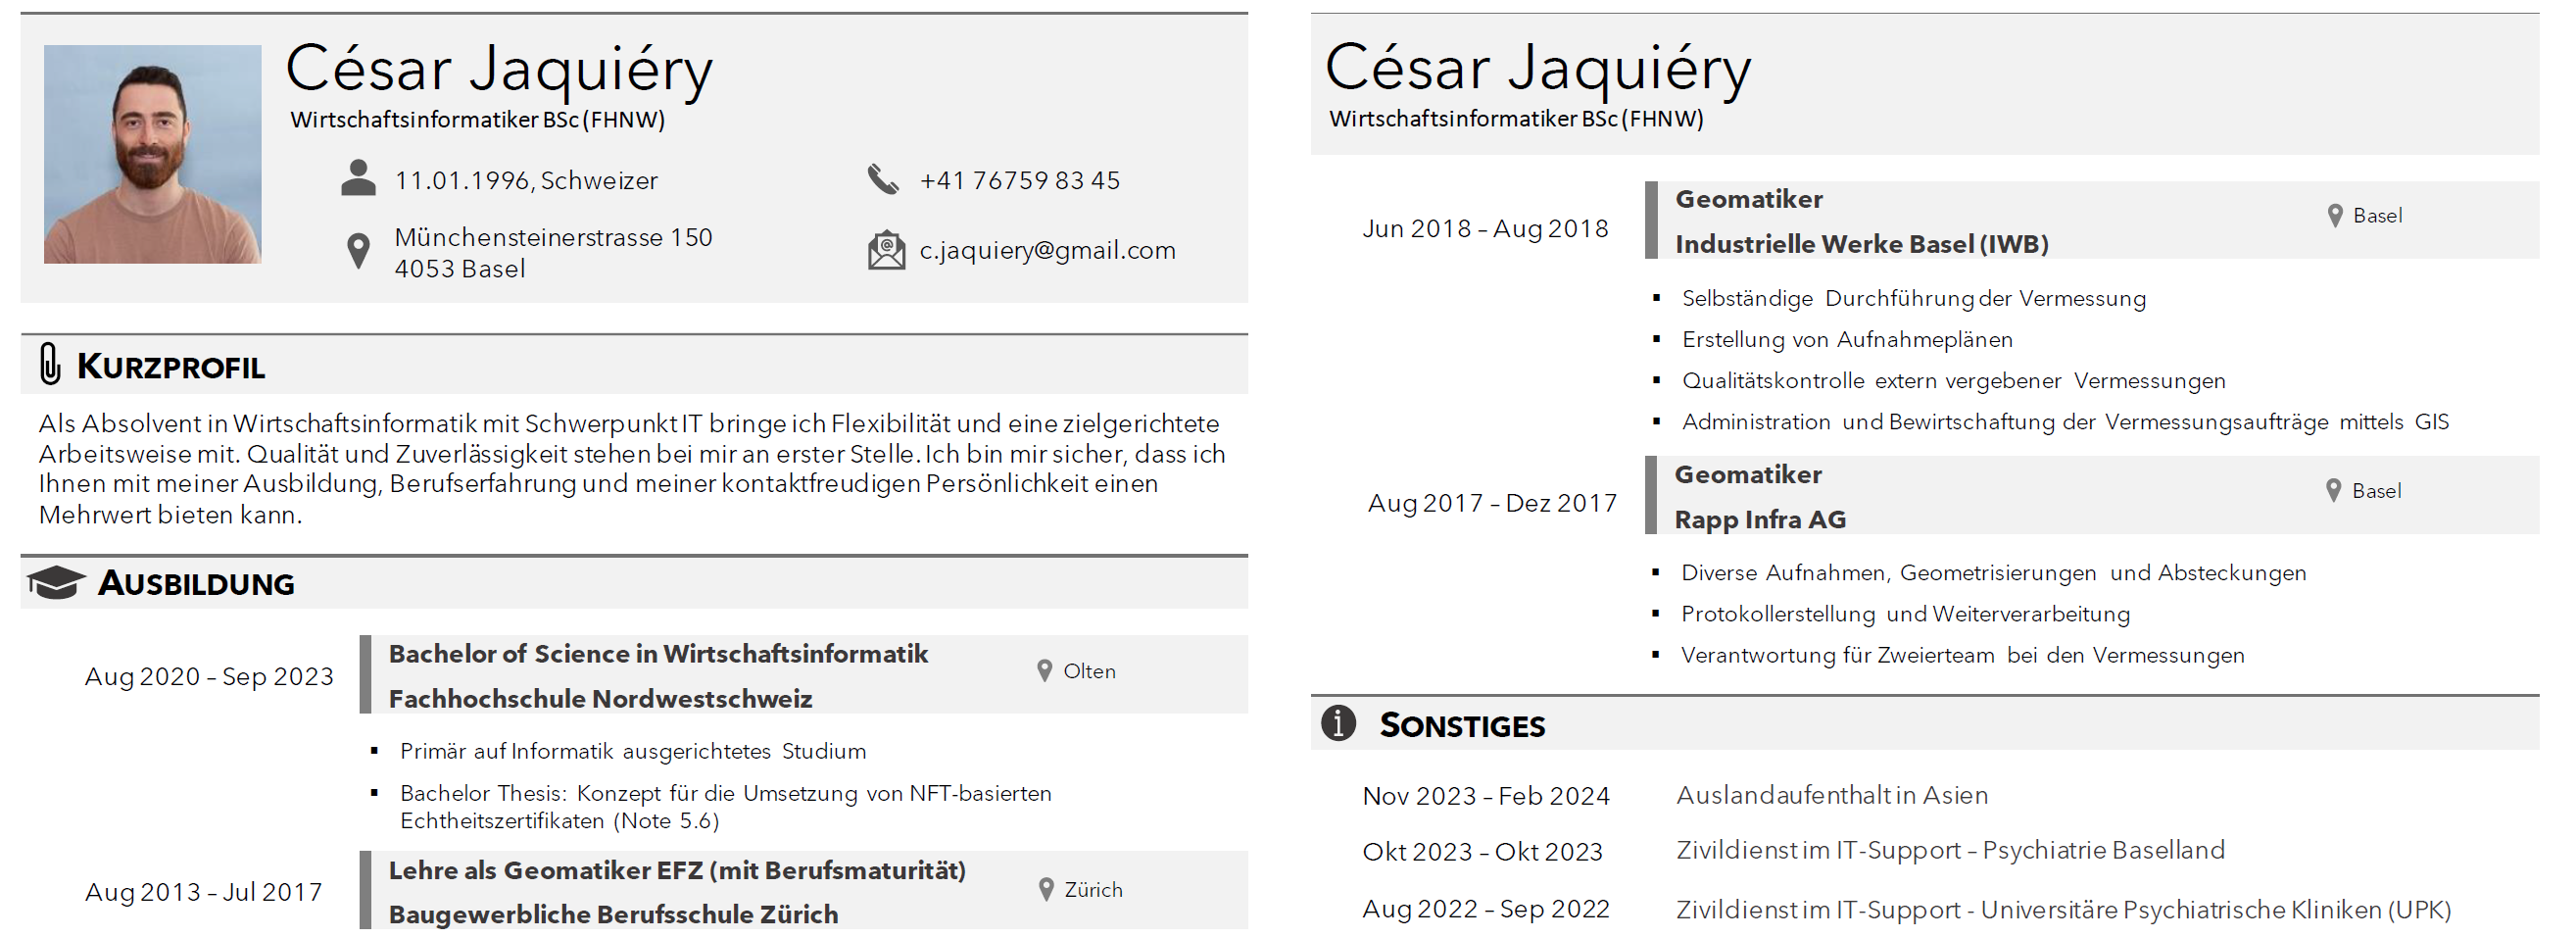 César Jaquiéry
Wirtschaftsinformatiker BSc (FHNW)
11.01.1996, Schweizer
+41 76759 83 45
Münchensteinerstrasse 150
4053 Basel
c.jaquiery@gmail.com
KURZPROFIL
Als Absolvent in Wirtschaftsinformatik mit Schwerpunkt IT bringe ich Flexibilität und eine zielgerichtete
Arbeitsweise mit. Qualität und Zuverlässigkeit stehen bei mir an erster Stelle. Ich bin mir sicher, dass ich
Ihnen mit meiner Ausbildung, Berufserfahrung und meiner kontaktfreudigen Persönlichkeit einen
Mehrwert bieten kann.
AUSBILDUNG
Aug 2020 – Sep 2023
Bachelor of Science in Wirtschaftsinformatik
Fachhochschule Nordwestschweiz
Olten
▪ Primär auf Informatik ausgerichtetes Studium
▪ Bachelor Thesis: Konzept für die Umsetzung von NFT-basierten
Echtheitszertifikaten (Note 5.6)
Aug 2013 – Jul 2017
Lehre als Geomatiker EFZ (mit Berufsmaturität)
Baugewerbliche Berufsschule Zürich
Zürich
César Jaquiéry
Wirtschaftsinformatiker BSc (FHNW)
Jun 2018 – Aug 2018
Geomatiker
Industrielle Werke Basel (IWB)
Basel
▪ Selbständige Durchführung der Vermessung
▪ Erstellung von Aufnahmeplänen
▪ Qualitätskontrolle extern vergebener Vermessungen
▪ Administration und Bewirtschaftung der Vermessungsaufträge mittels GIS
Aug 2017 – Dez 2017
Geomatiker
Rapp Infra AG
Basel
▪ Diverse Aufnahmen, Geometrisierungen und Absteckungen
▪ Protokollerstellung und Weiterverarbeitung
▪ Verantwortung für Zweierteam bei den Vermessungen
SONSTIGES
Nov 2023 – Feb 2024 Auslandaufenthalt in Asien
Okt 2023 – Okt 2023 Zivildienst im IT-Support – Psychiatrie Baselland
Aug 2022 – Sep 2022 Zivildienst im IT-Support - Universitäre Psychiatrische Kliniken (UPK)